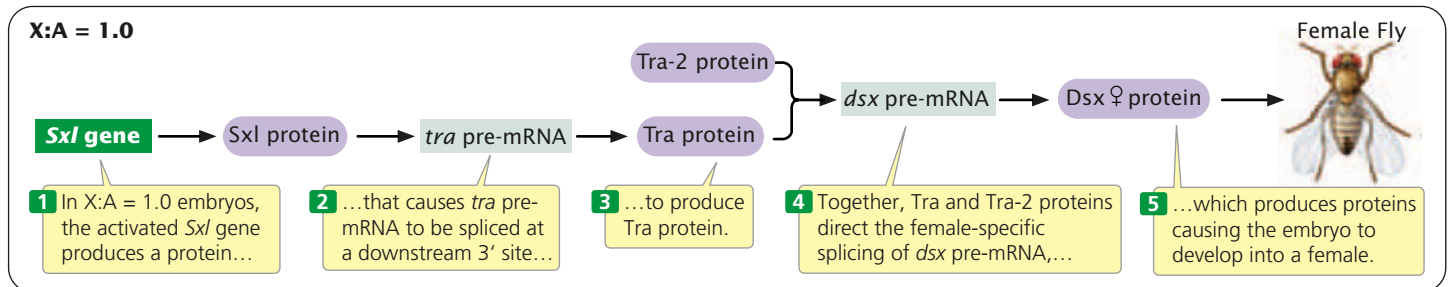 X:A = 1.0
Female Fly
Tra-2 protein
Sxl gene
Sxl protein
tra pre-mRNA
Tra protein
dsx pre-mRNA
Dsx♀protein
1 In X:A = 1.0 embryos,
the activated Sxl gene
produces a protein…
2 …that causes tra pre-
mRNA to be spliced at
a downstream 3′ site…
3 …to produce
Tra protein.
4 Together, Tra and Tra-2 proteins
direct the female-specific
splicing of dsx pre-mRNA,…
5 …which produces proteins
causing the embryo to
develop into a female.